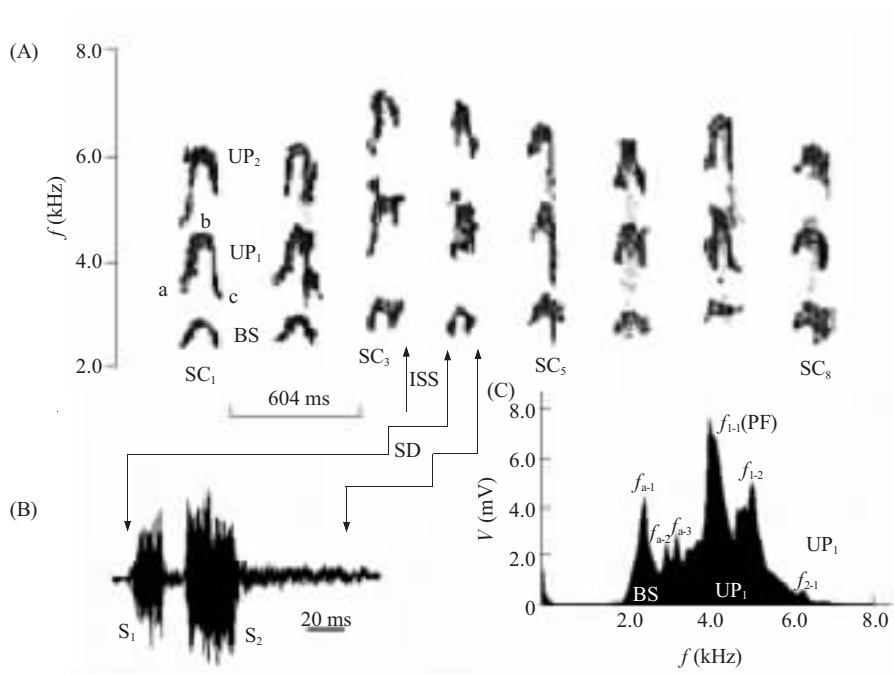 (A)
8.0
6.0
4.0
2.0
f (kHz)
UP₂
b
UP₁
a
c
BS
SC₁
SC₃
SC₅
SC₈
ISS
604 ms
SD
(B)
S₁
S₂
20 ms
(C)
8.0
6.0
4.0
2.0
0
V (mV)
f₁₋₁(PF)
fₐ₋₁
f₁₋₂
fₐ₋₂
fₐ₋₃
UP₁
f₂₋₁
BS
UP₁
2.0
4.0
6.0
8.0
f (kHz)